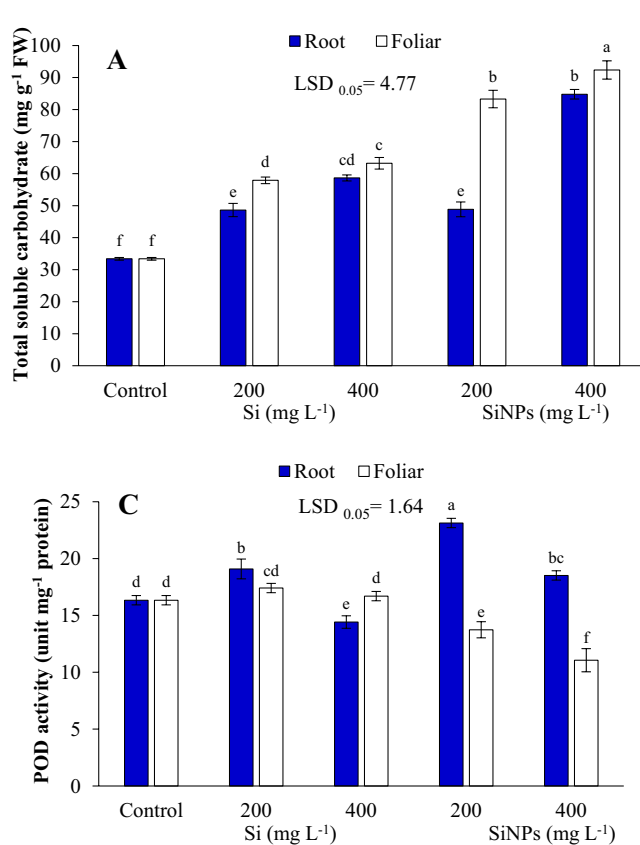 Root Foliar
A
LSD 0.05= 4.77
Total soluble carbohydrate (mg g-1 FW)
100
90
80
70
60
50
40
30
20
10
0
f f e d cd c e b b a
Control 200 400 200 400
Si (mg L-1) SiNPs (mg L-1)
Root Foliar
C
LSD 0.05= 1.64
POD activity (unit mg-1 protein)
25
20
15
10
5
0
d d b cd e d a e bc f
Control 200 400 200 400
Si (mg L-1) SiNPs (mg L-1)